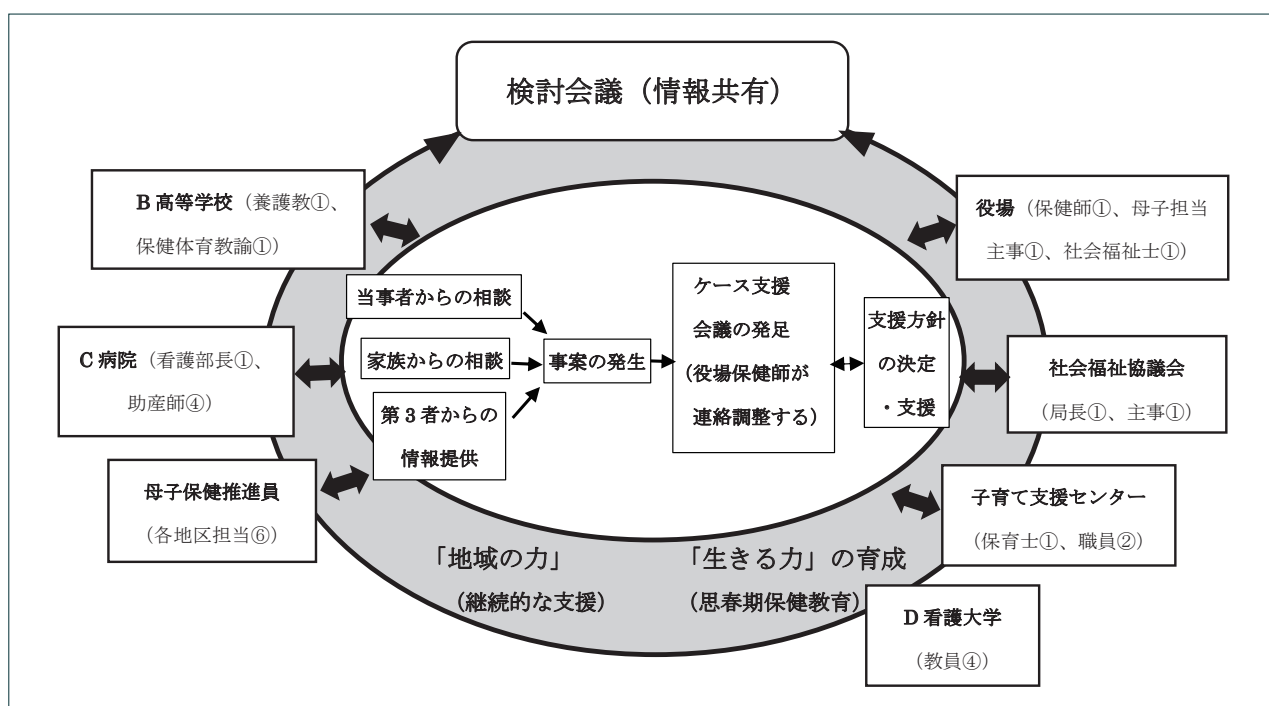 検討会議（情報共有）
B 高等学校（養護教①、
保健体育教諭①）
役場（保健師①、母子担当
主事①、社会福祉士①）
C 病院（看護部長①、
助産師④）
社会福祉協議会
（局長①、主事①）
母子保健推進員
（各地区担当⑥）
子育て支援センター
（保育士①、職員②）
D 看護大学
（教員④）
当事者からの相談
家族からの相談
第３者からの
情報提供
事案の発生
ケース支援
会議の発足
（役場保健師が
連絡調整する）
支援方針
の決定
・支援
「地域の力」
（継続的な支援）
「生きる力」の育成
（思春期保健教育）